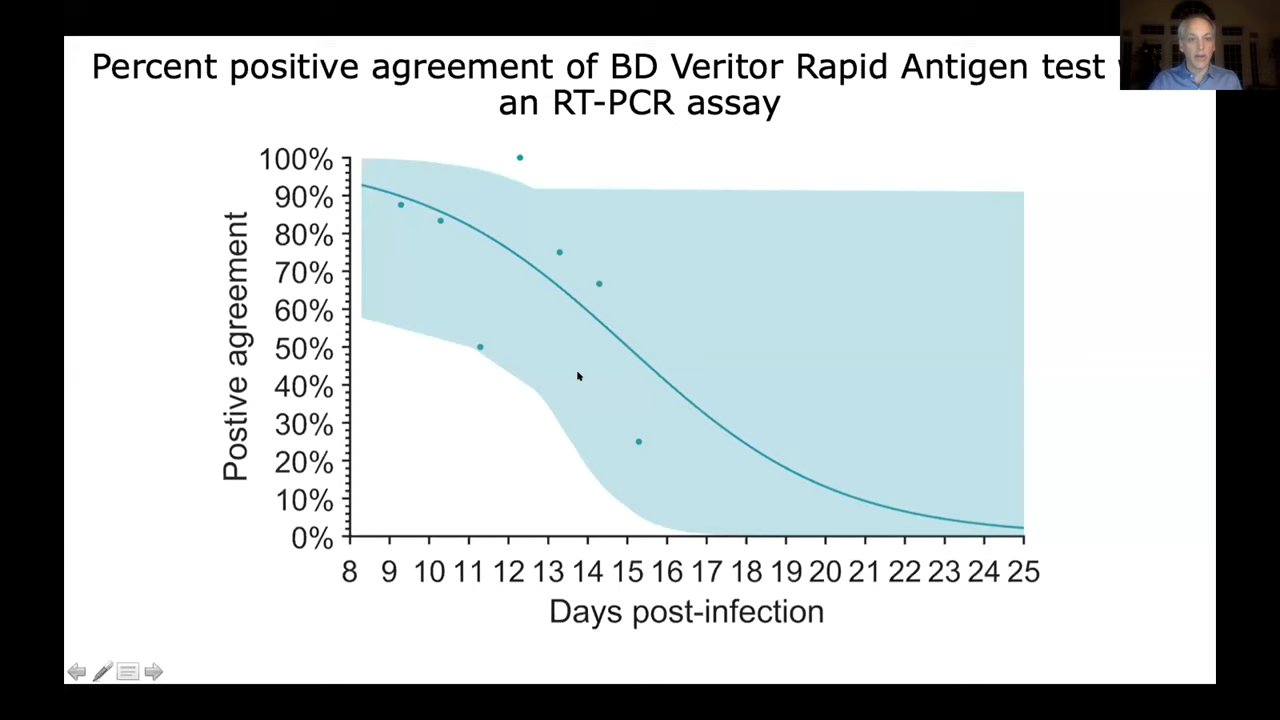 Percent positive agreement of BD Veritor Rapid Antigen test
an RT-PCR assay
100%
90%
80%
70%
60%
50%
40%
30%
20%
10%
0%
Postive agreement
8 9 10 11 12 13 14 15 16 17 18 19 20 21 22 23 24 25
Days post-infection